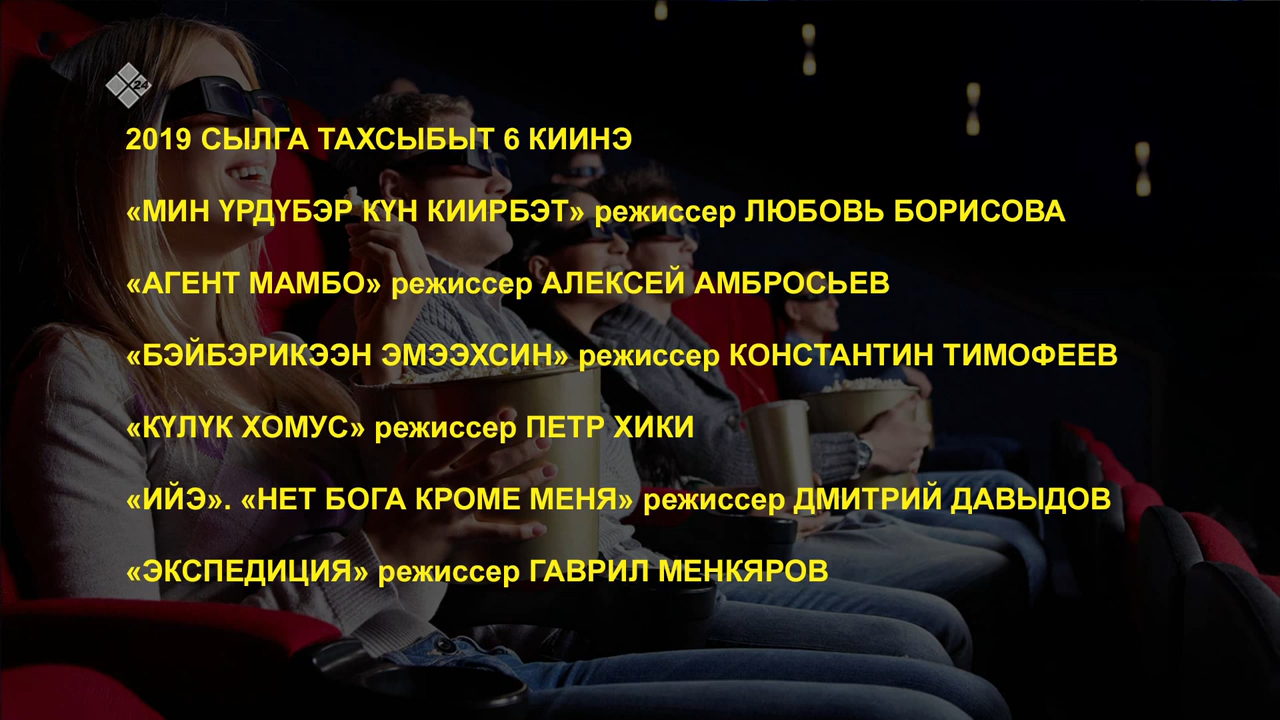 24
2019 СЫЛГА ТАХСЫБЫТ 6 КИИНЭ
«МИН ҮРДҮБЭР КҮН КИИРБЭТ» режиссер ЛЮБОВЬ БОРИСОВА
«АГЕНТ МАМБО» режиссер АЛЕКСЕЙ АМБРОСЬЕВ
«БЭЙБЭРИКЭЭН ЭМЭЭХСИН» режиссер КОНСТАНТИН ТИМОФЕЕВ
«КҮЛҮК ХОМУС» режиссер ПЕТР ХИКИ
«ИЙЭ». «НЕТ БОГА КРОМЕ МЕНЯ» режиссер ДМИТРИЙ ДАВЫДОВ
«ЭКСПЕДИЦИЯ» режиссер ГАВРИЛ МЕНКЯРОВ